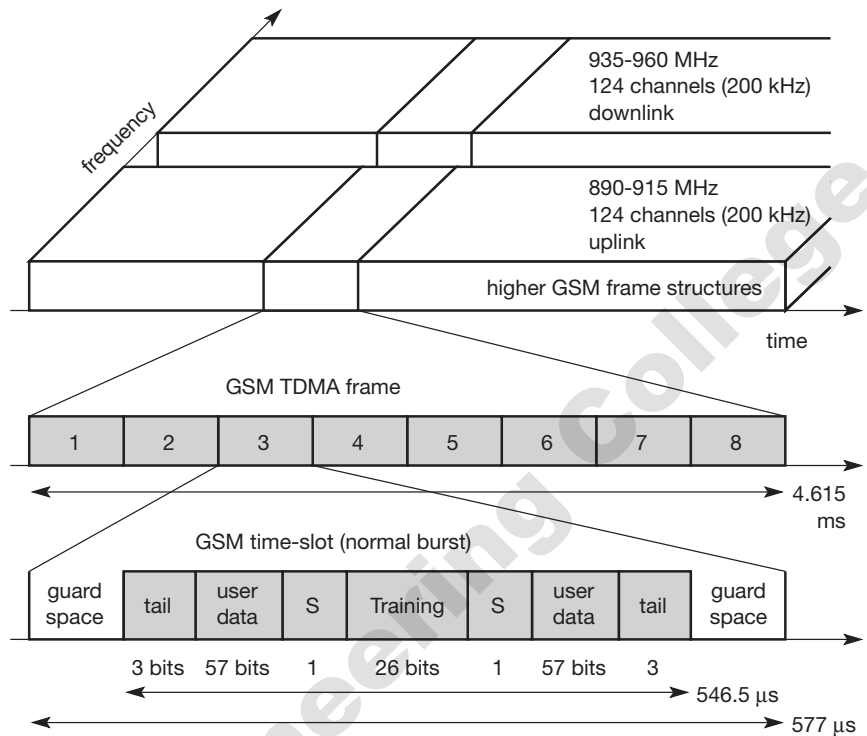 frequency
935-960 MHz
124 channels (200 kHz)
downlink
890-915 MHz
124 channels (200 kHz)
uplink
higher GSM frame structures
time
GSM TDMA frame
1 2 3 4 5 6 7 8
4.615
ms
GSM time-slot (normal burst)
guard
space
tail
user
data
S
Training
S
user
data
tail
guard
space
3 bits 57 bits 1 26 bits 1 57 bits 3
546.5 µs
577 µs
neering College